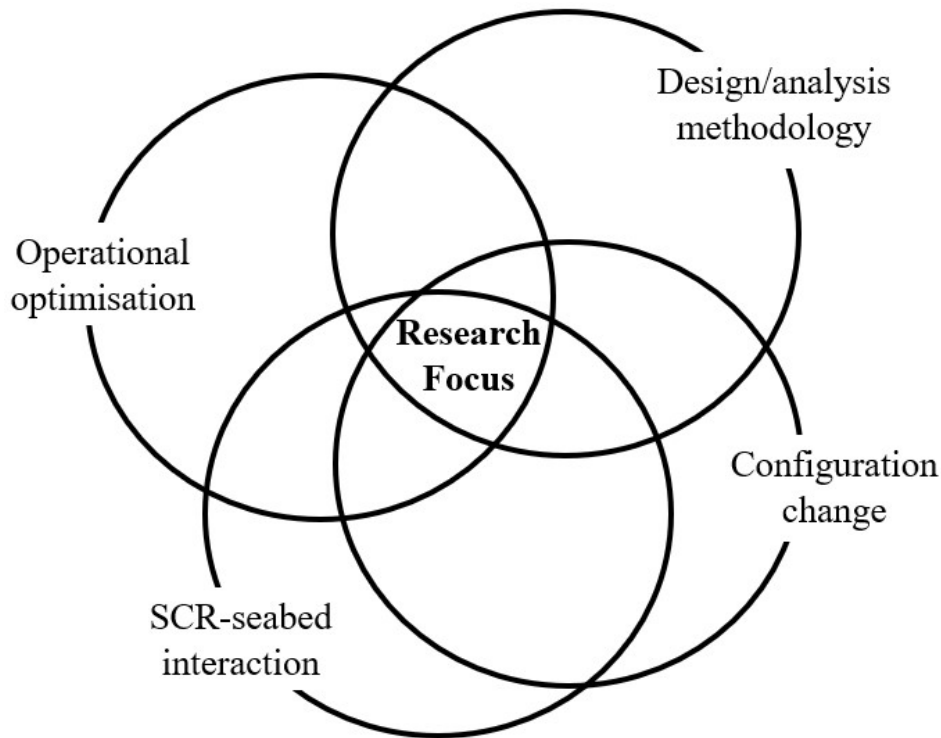 Design/analysis
methodology
Operational
optimisation
Research
Focus
Configuration
change
SCR-seabed
interaction